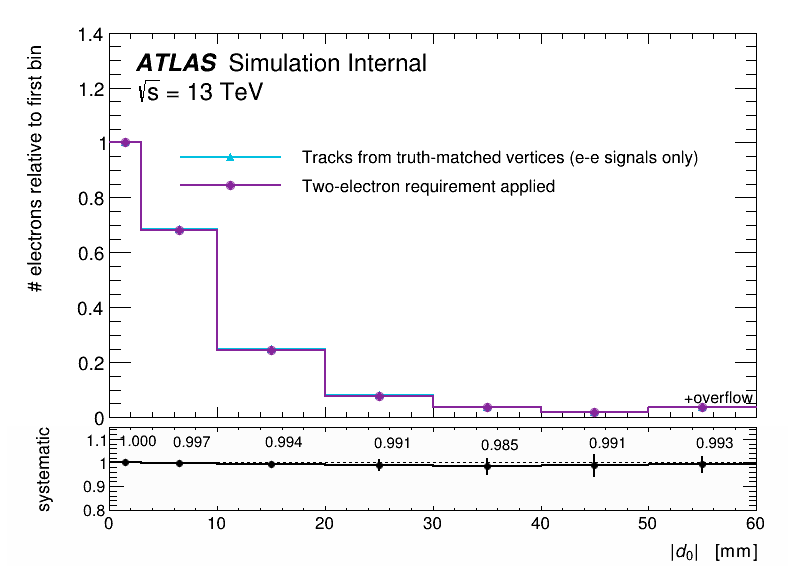 # electrons relative to first bin
1.4
1.2
1
0.8
0.6
0.4
0.2
0
ATLAS Simulation Internal
√s = 13 TeV
Tracks from truth-matched vertices (e-e signals only)
Two-electron requirement applied
+overflow
systematic
1.1
1
0.9
0.8
1.000 0.997 0.994 0.991 0.985 0.991 0.993
0 10 20 30 40 50 60
|d₀| [mm]